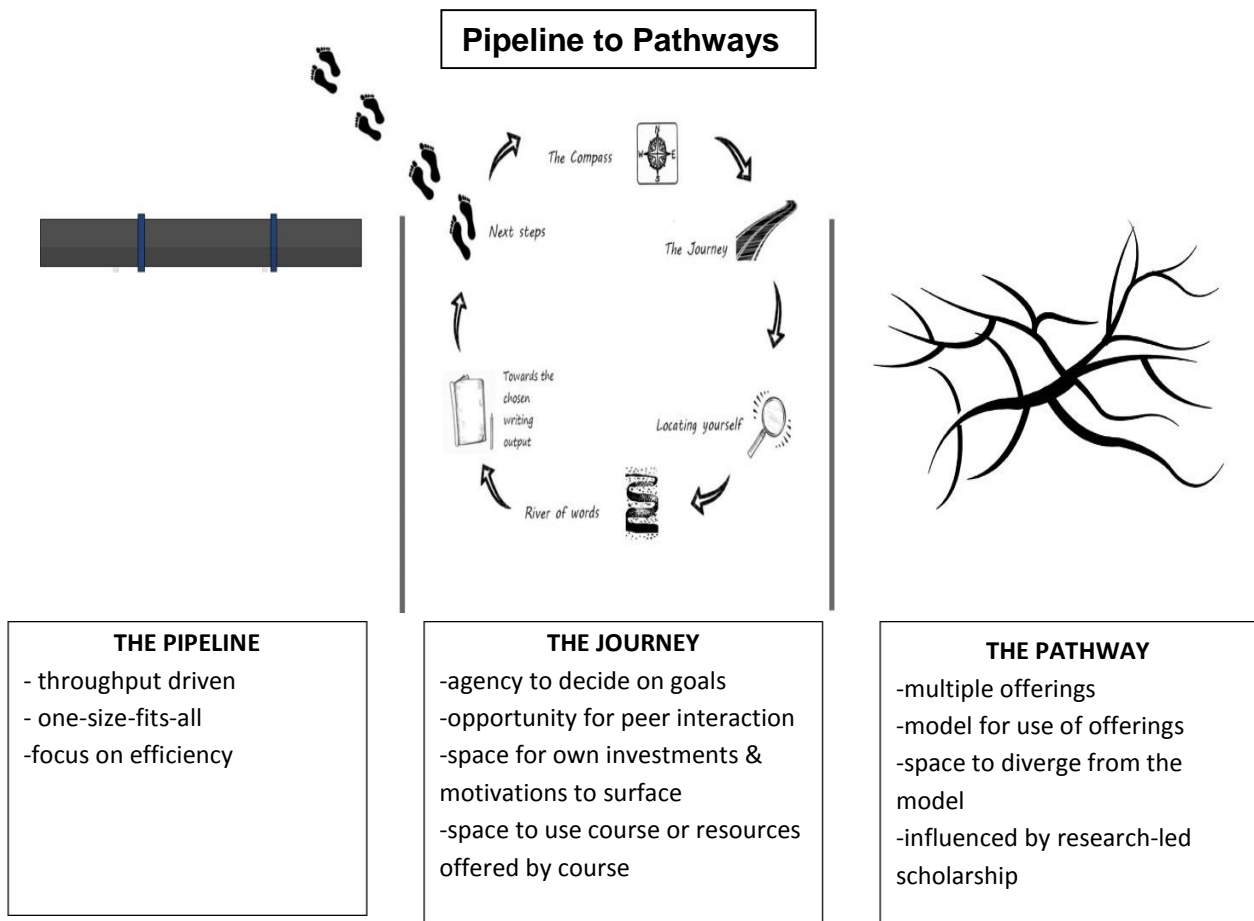 Pipeline to Pathways
N
W E
S
The Compass
Next steps
The Journey
Towards the
chosen
writing
output
Locating yourself
River of words
THE PIPELINE
- throughput driven
- one-size-fits-all
-focus on efficiency
THE JOURNEY
-agency to decide on goals
-opportunity for peer interaction
-space for own investments &
motivations to surface
-space to use course or resources
offered by course
THE PATHWAY
-multiple offerings
-model for use of offerings
-space to diverge from the
model
-influenced by research-led
scholarship